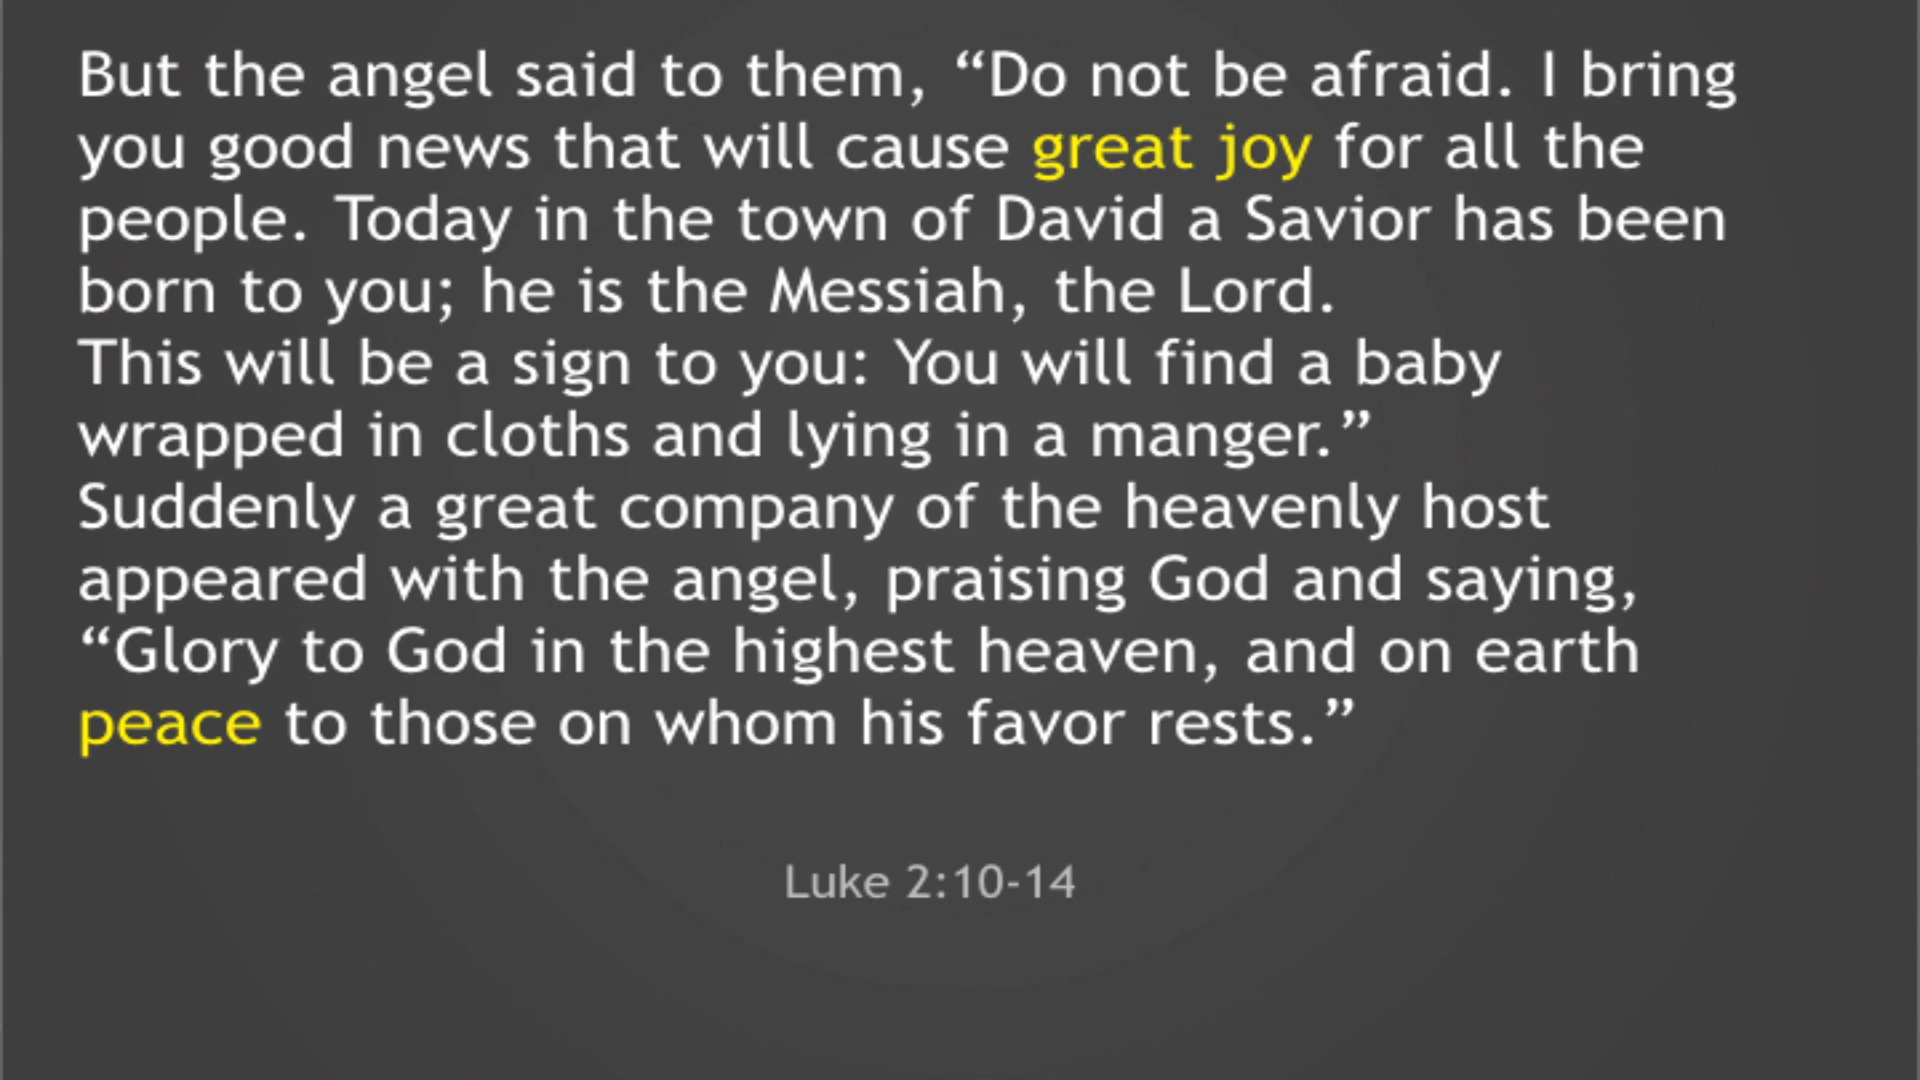 But the angel said to them, “Do not be afraid. I bring
you good news that will cause great joy for all the
people. Today in the town of David a Savior has been
born to you; he is the Messiah, the Lord.
This will be a sign to you: You will find a baby
wrapped in cloths and lying in a manger.”
Suddenly a great company of the heavenly host
appeared with the angel, praising God and saying,
“Glory to God in the highest heaven, and on earth
peace to those on whom his favor rests.”
Luke 2:10-14